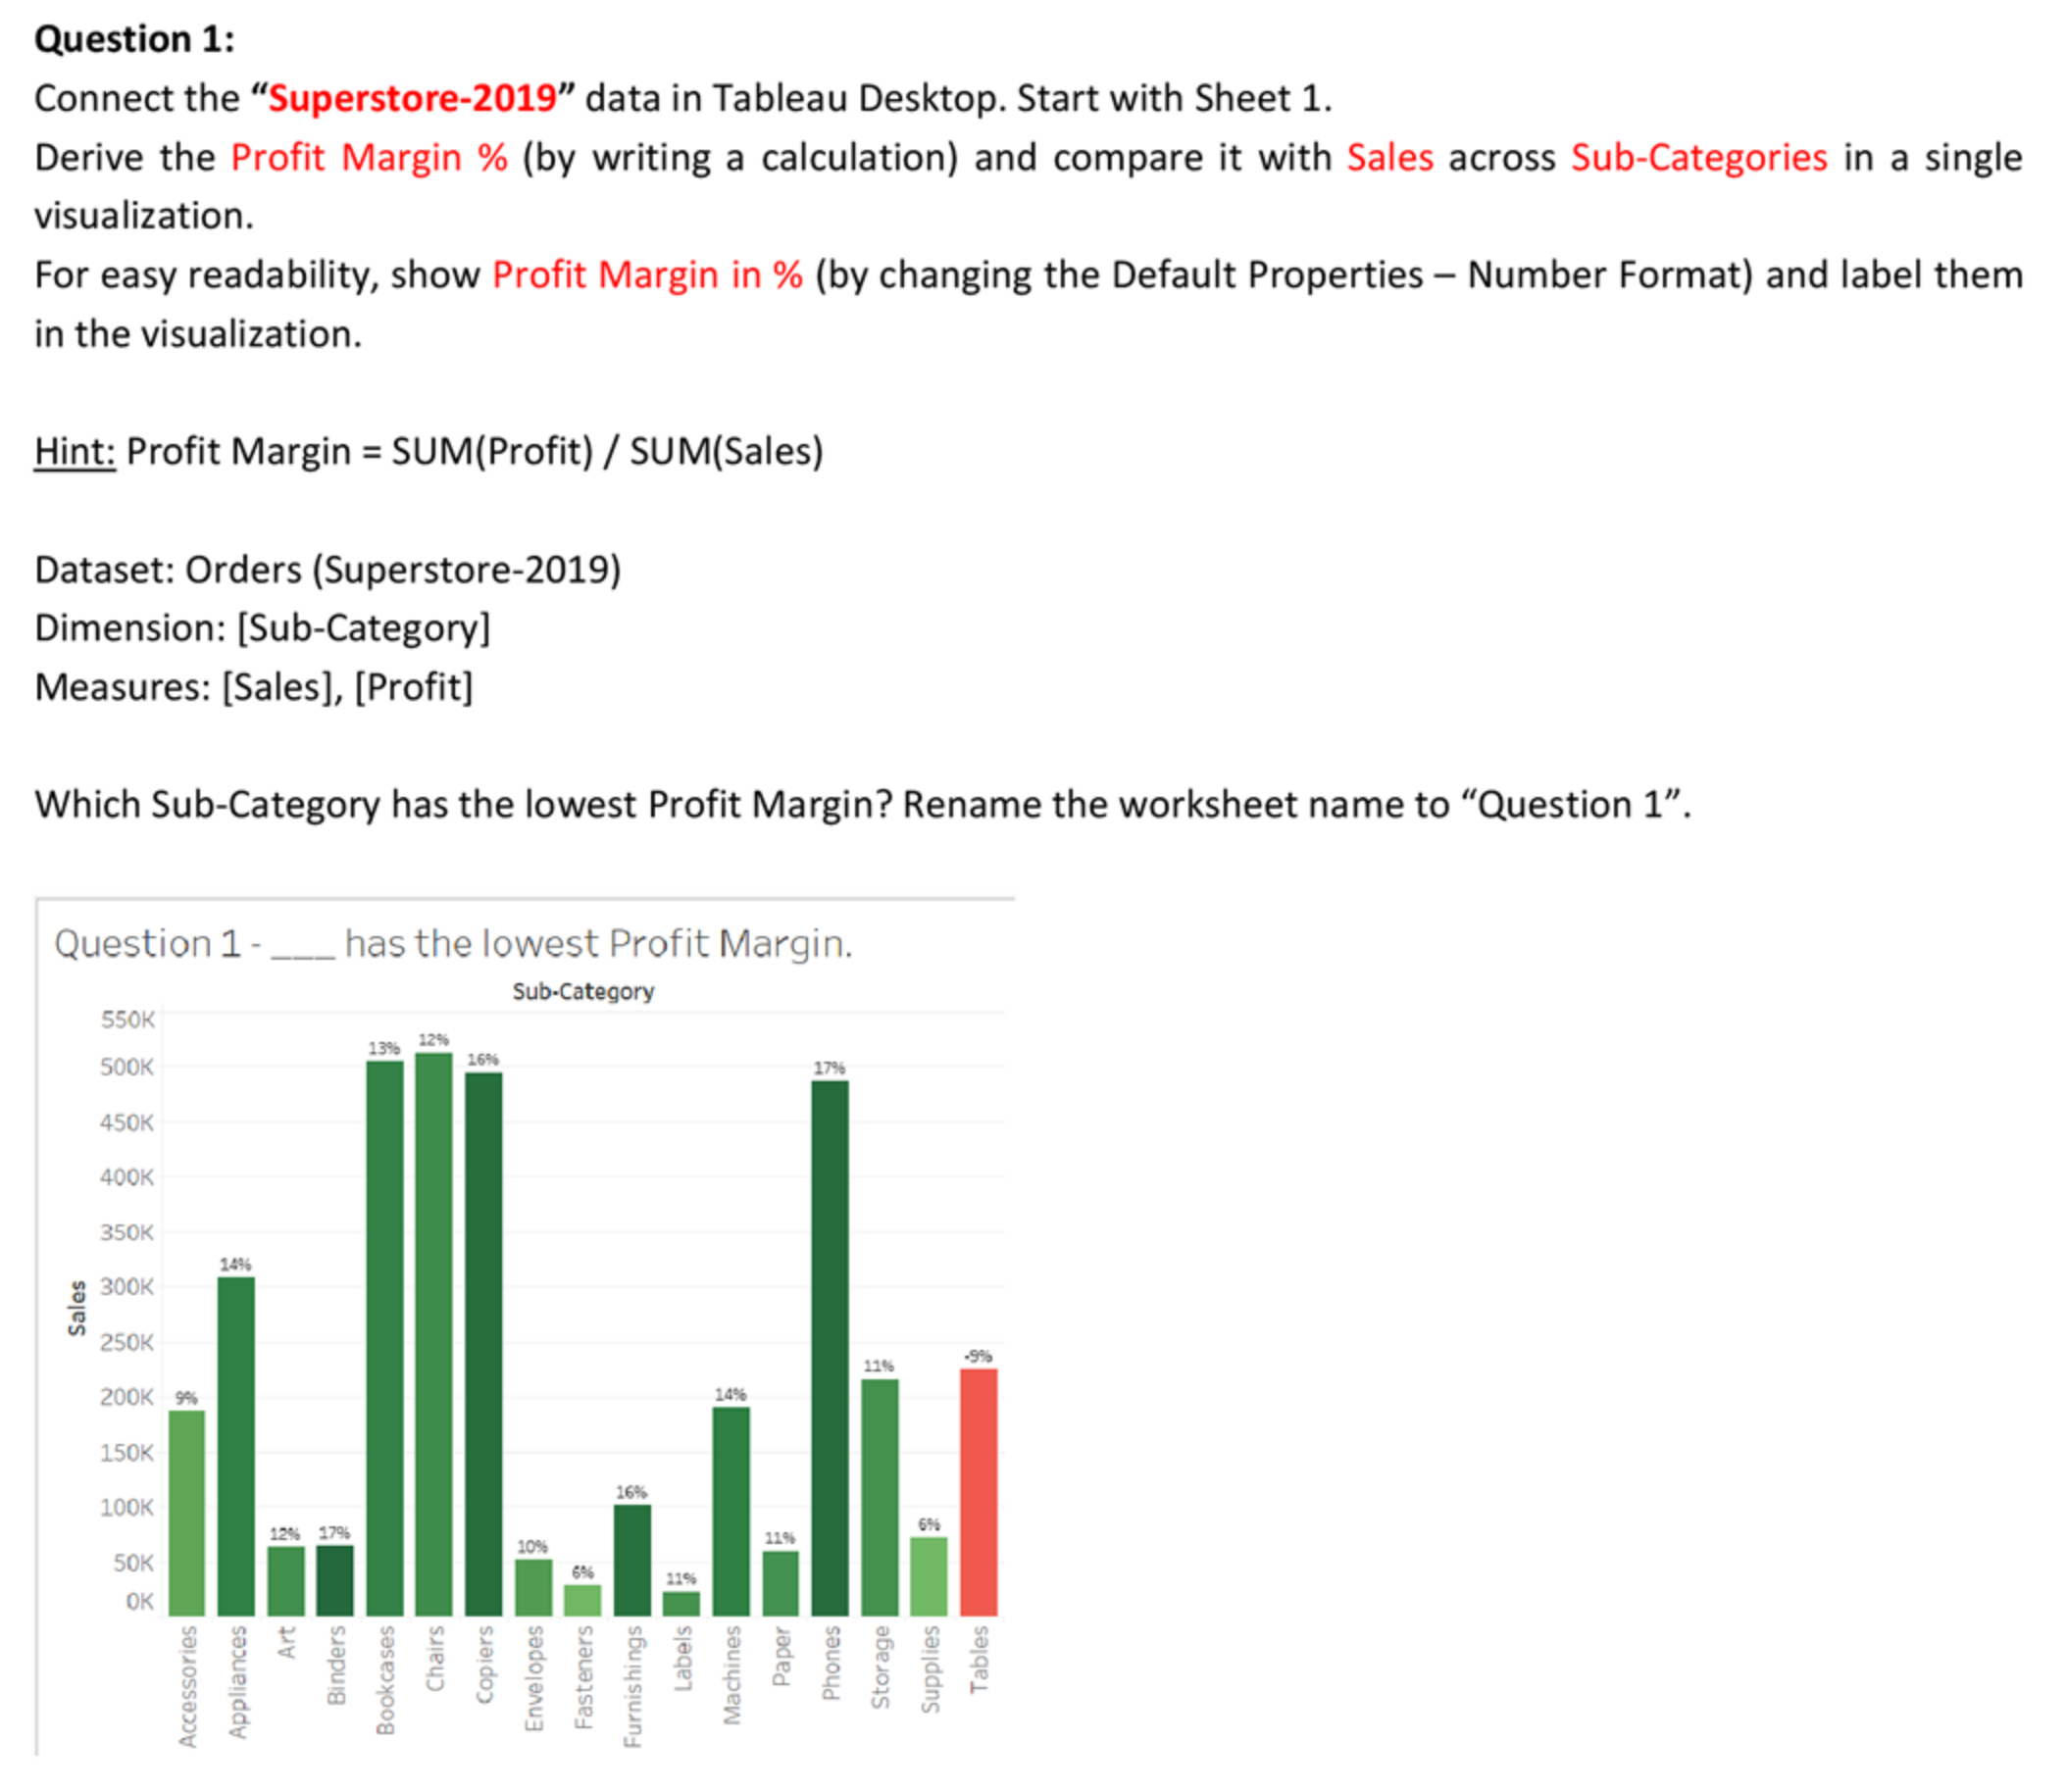 Question 1:
Connect the “Superstore-2019” data in Tableau Desktop. Start with Sheet 1.
Derive the Profit Margin % (by writing a calculation) and compare it with Sales across Sub-Categories in a single
visualization.
For easy readability, show Profit Margin in % (by changing the Default Properties – Number Format) and label them
in the visualization.
Hint: Profit Margin = SUM(Profit) / SUM(Sales)
Dataset: Orders (Superstore-2019)
Dimension: [Sub-Category]
Measures: [Sales], [Profit]
Which Sub-Category has the lowest Profit Margin? Rename the worksheet name to “Question 1”.
Question 1 - ___ has the lowest Profit Margin.
Sub-Category
550K
500K
450K
400K
350K
300K
250K
200K
150K
100K
50K
0K
Sales
9%
14%
12%
17%
13%
12%
16%
10%
6%
16%
11%
14%
11%
17%
11%
6%
-9%
Accessories
Appliances
Art
Binders
Bookcases
Chairs
Copiers
Envelopes
Fasteners
Furnishings
Labels
Machines
Paper
Phones
Storage
Supplies
Tables